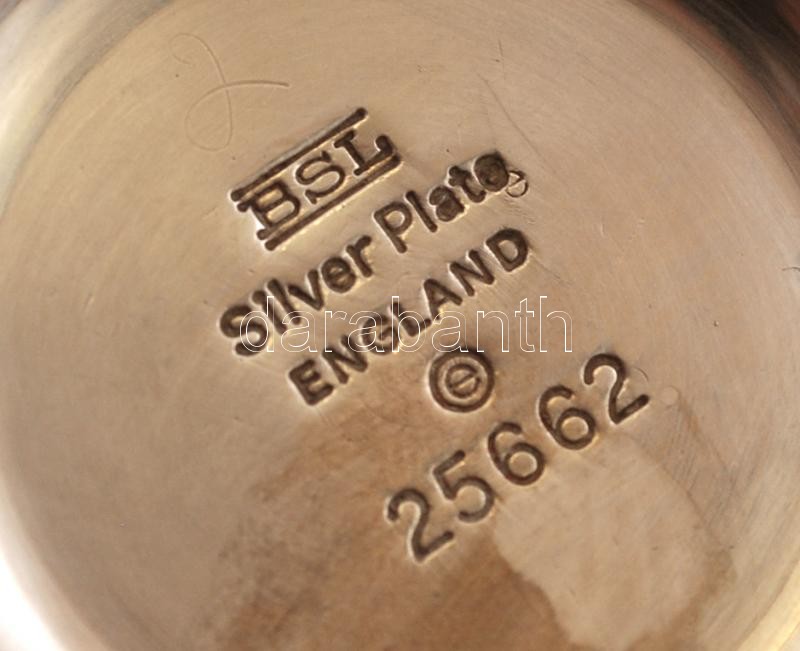 BSL
Silver Plate
ENGLAND
darabanth
e
25662